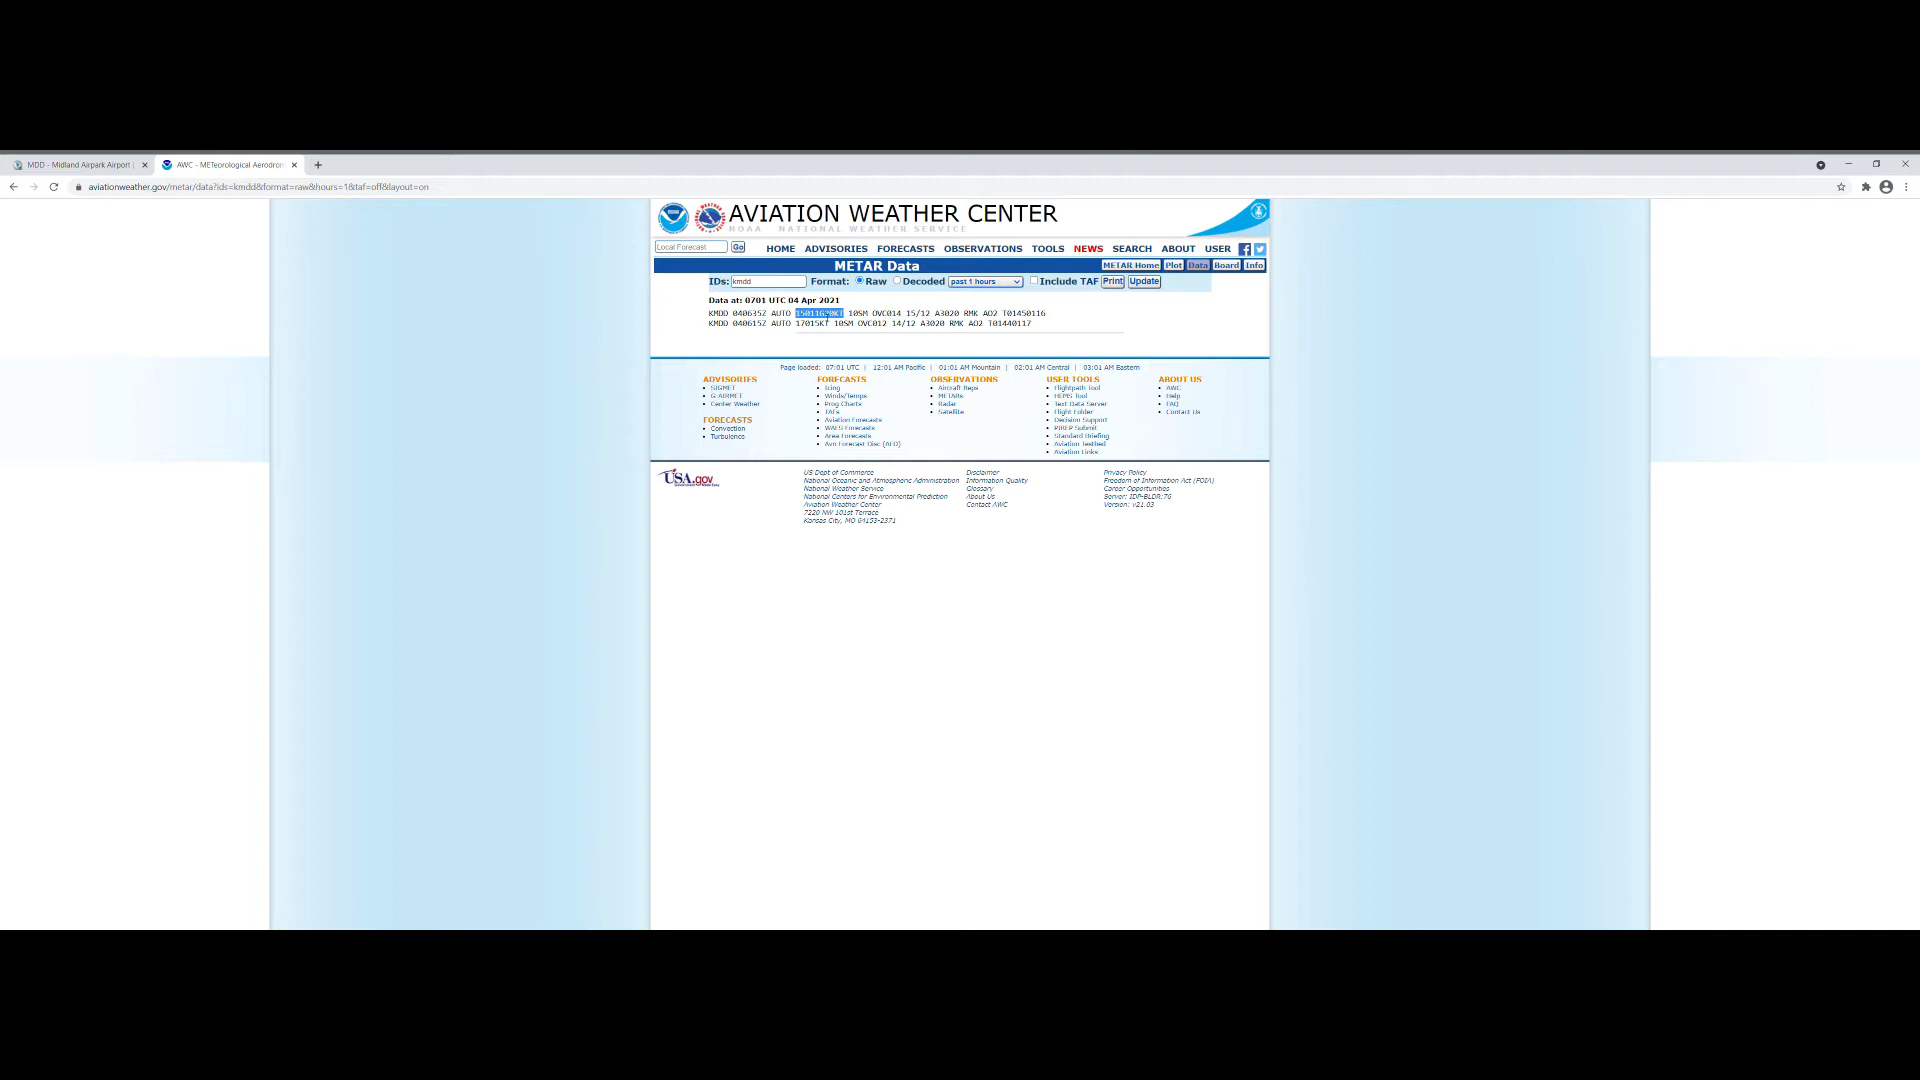 MDD - Midland Airpark Airport
AWC - METeorological Aerodrom
aviationweather.gov/metar/data?ids=kmdd&format=raw&hours=1&taf=off&layout=on
AVIATION WEATHER CENTER
NOAA NATIONAL WEATHER SERVICE
Local Forecast Go HOME ADVISORIES FORECASTS OBSERVATIONS TOOLS NEWS SEARCH ABOUT USER
METAR Data METAR Home Plot Data Board Info
IDs: kmdd Format: Raw Decoded past 1 hours Include TAF Print Update
Data at: 0701 UTC 04 Apr 2021
KMDD 040635Z AUTO 15011G20KT 10SM OVC014 15/12 A3020 RMK AO2 T01450116
KMDD 040615Z AUTO 17015KT 10SM OVC012 14/12 A3020 RMK AO2 T01440117
Page loaded: 07:01 UTC | 12:01 AM Pacific | 01:01 AM Mountain | 02:01 AM Central | 03:01 AM Eastern
ADVISORIES
SIGMET
G-AIRMET
Center Weather
FORECASTS
Convection
Turbulence
FORECASTS
Icing
Winds/Temps
Prog Charts
TAFs
Aviation Forecasts
WAFS Forecasts
Area Forecasts
Avn Forecast Disc (AFD)
OBSERVATIONS
Aircraft Reps
METARs
Radar
Satellite
USER TOOLS
Flightpath Tool
HEMS Tool
Text Data Server
Flight Folder
Decision Support
PIREP Submit
Standard Briefing
Aviation Testbed
Aviation Links
ABOUT US
AWC
Help
FAQ
Contact Us
USA.gov
US Dept of Commerce
National Oceanic and Atmospheric Administration
National Weather Service
National Centers for Environmental Prediction
Aviation Weather Center
7220 NW 101st Terrace
Kansas City, MO 64153-2371
Disclaimer
Information Quality
Glossary
About Us
Contact AWC
Privacy Policy
Freedom of Information Act (FOIA)
Career Opportunities
Server: IDP-BLDR:76
Version: v21.03